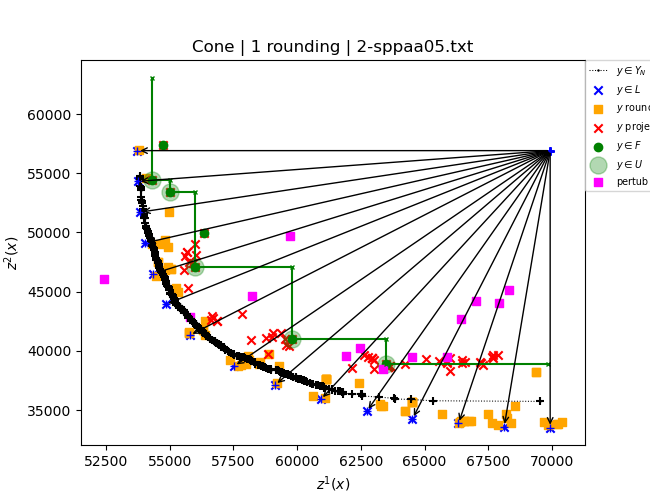 Cone | 1 rounding | 2-sppaa05.txt
z²(x)
60000
55000
50000
45000
40000
35000
52500 55000 57500 60000 62500 65000 67500 70000
z¹(x)
y ∈ Y_N
y ∈ L
y roun
y proje
y ∈ F
y ∈ U
pertub